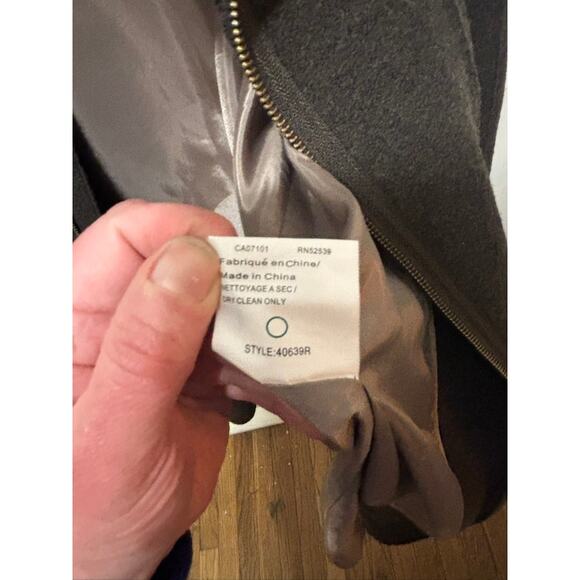 CA07101 RN52539
Fabriqué en Chine/
Made in China
NETTOYAGE A SEC /
DRY CLEAN ONLY
STYLE:40639R